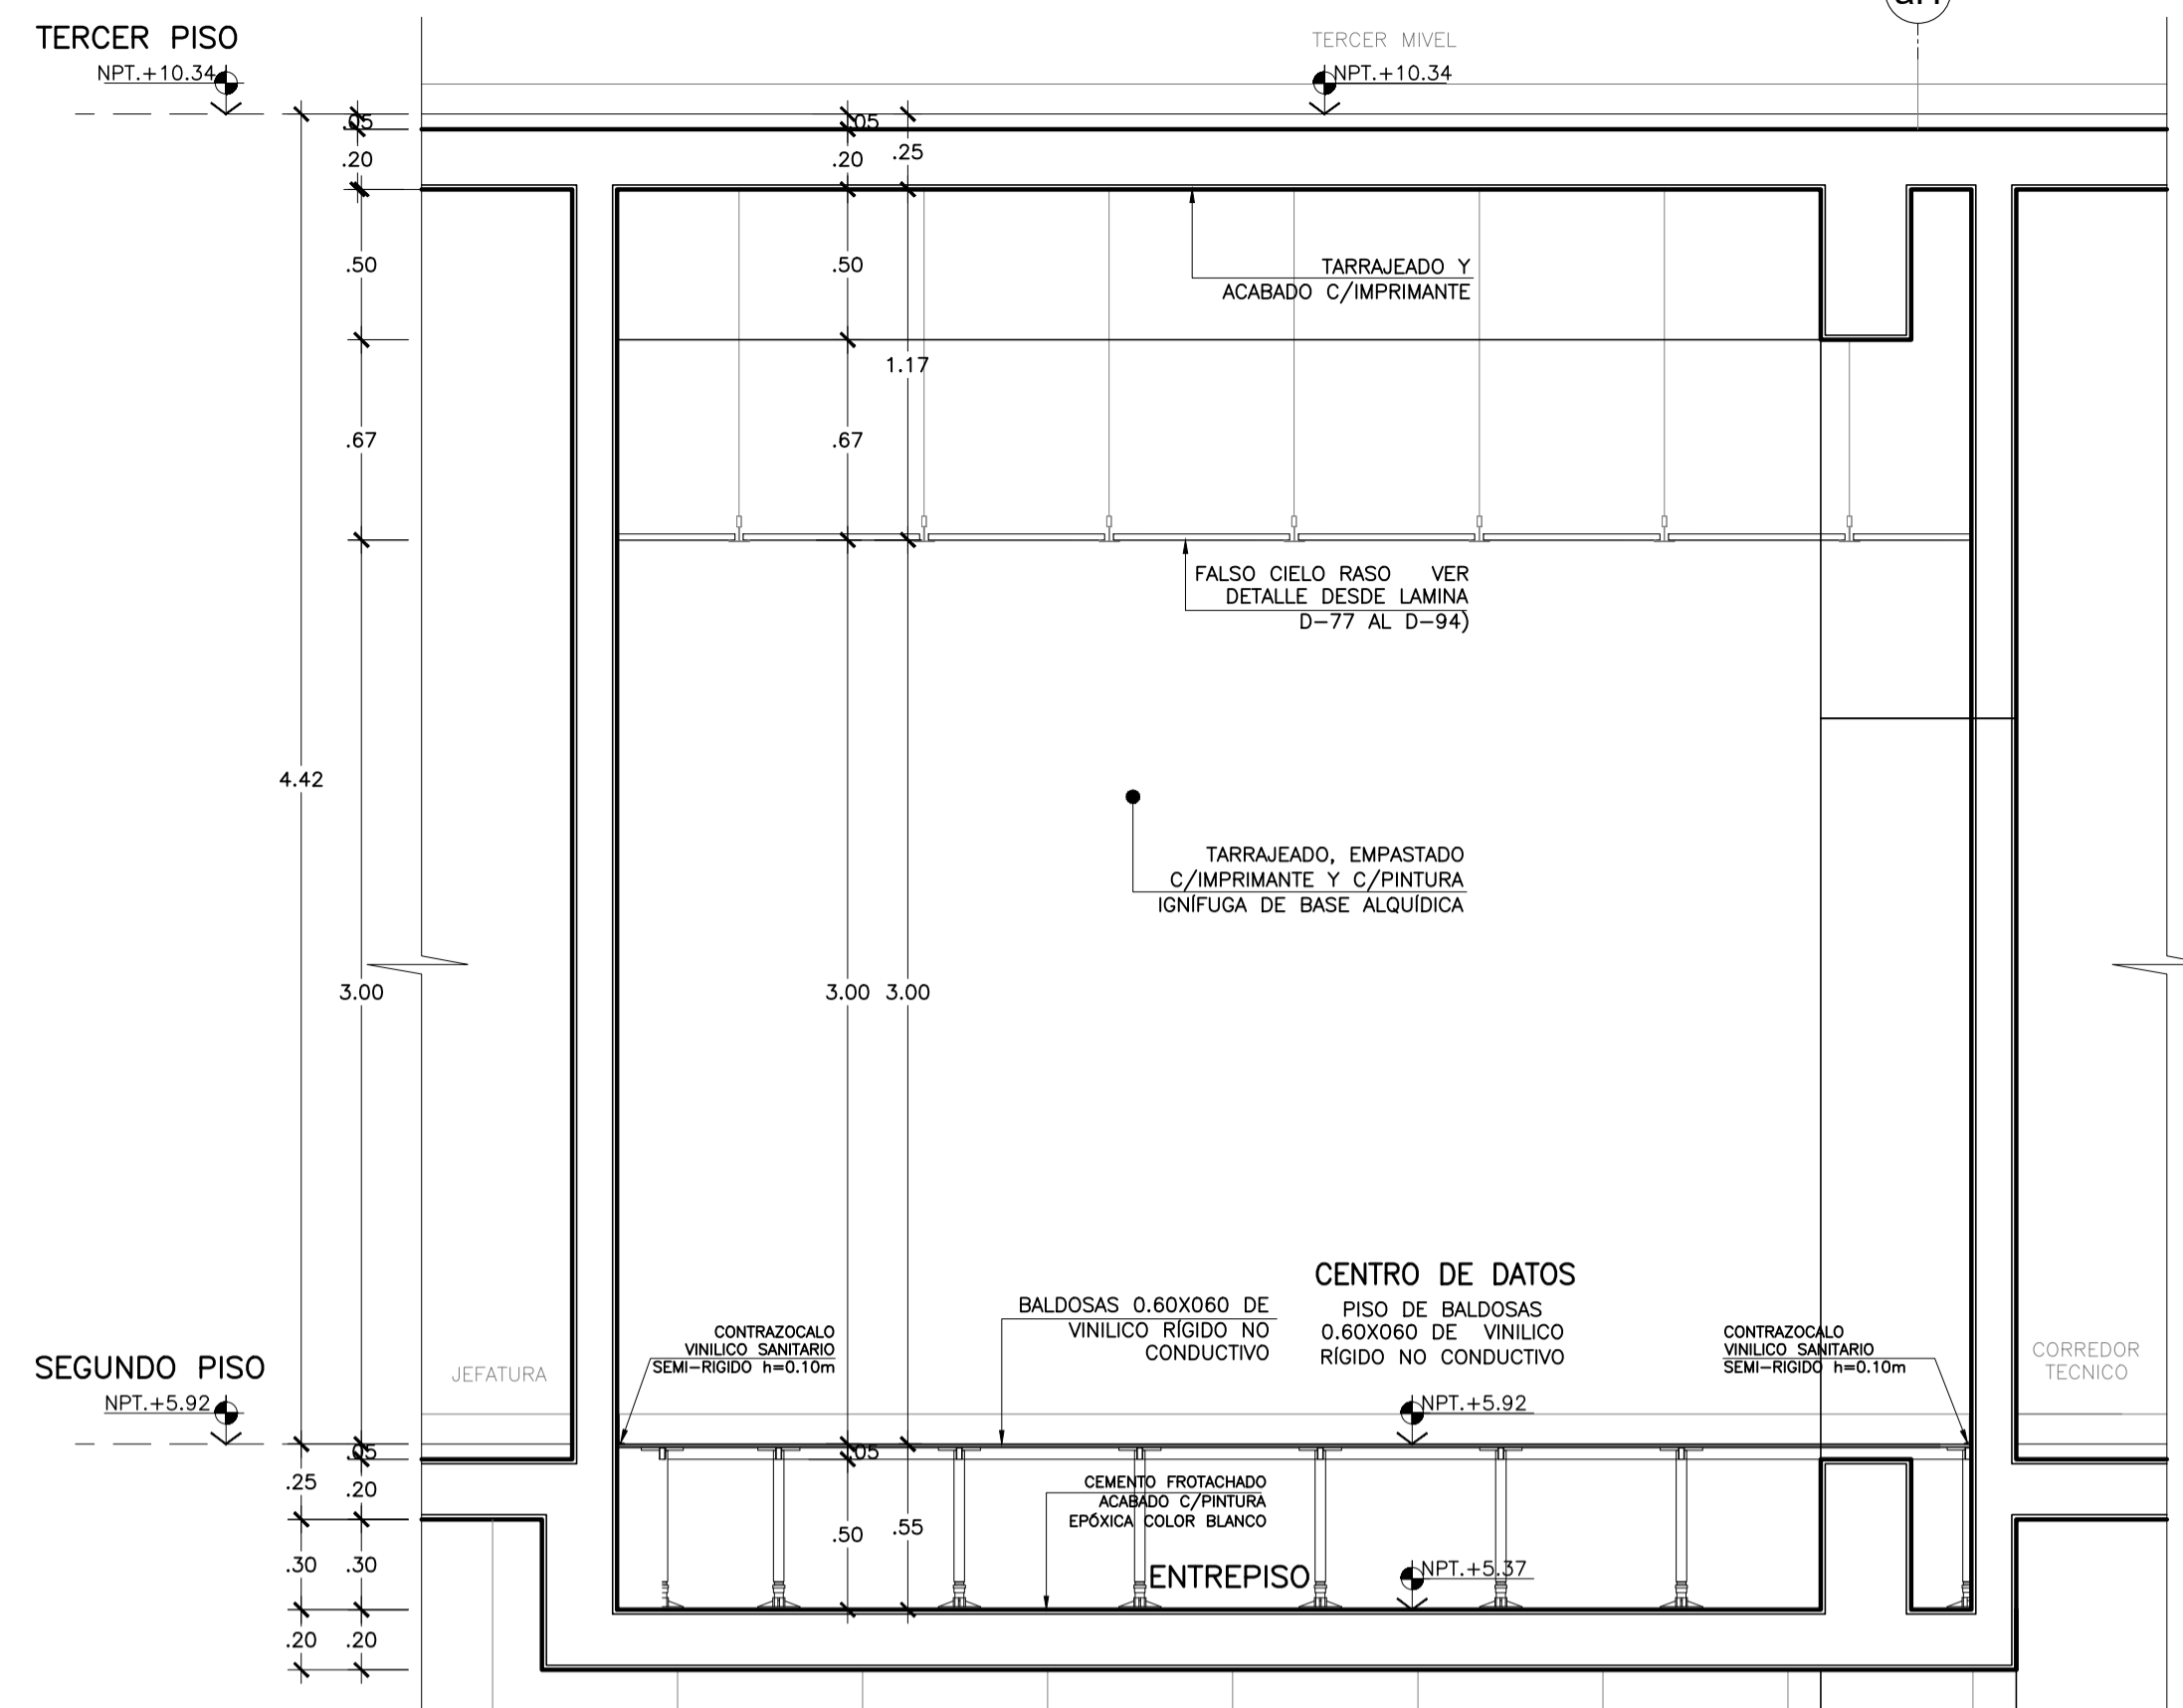 TERCER PISO
NPT.+10.34
TERCER MIVEL
NPT.+10.34
.05
.05
.20
.20
.25
.50
.50
TARRAJEADO Y
ACABADO C/IMPRIMANTE
1.17
.67
.67
FALSO CIELO RASO VER
DETALLE DESDE LAMINA
D-77 AL D-94)
4.42
TARRAJEADO, EMPASTADO
C/IMPRIMANTE Y C/PINTURA
IGNÍFUGA DE BASE ALQUÍDICA
3.00
3.00
3.00
CENTRO DE DATOS
PISO DE BALDOSAS
0.60X060 DE VINILICO
RÍGIDO NO CONDUCTIVO
BALDOSAS 0.60X060 DE
VINILICO RÍGIDO NO
CONDUCTIVO
CONTRAZOCALO
VINILICO SANITARIO
SEMI-RIGIDO h=0.10m
CONTRAZOCALO
VINILICO SANITARIO
SEMI-RIGIDO h=0.10m
SEGUNDO PISO
NPT.+5.92
JEFATURA
CORREDOR
TECNICO
NPT.+5.92
.05
.05
.25
.20
CEMENTO FROTACHADO
ACABADO C/PINTURA
EPÓXICA COLOR BLANCO
.50
.55
.30
.30
ENTREPISO
NPT.+5.37
.20
.20